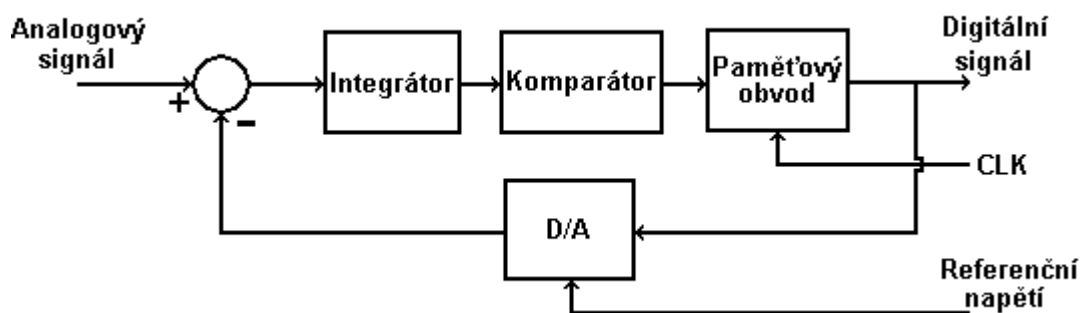 Analogový
signál
Digitální
signál
+
−
Integrátor
Komparátor
Paměťový
obvod
CLK
D/A
Referenční
napětí